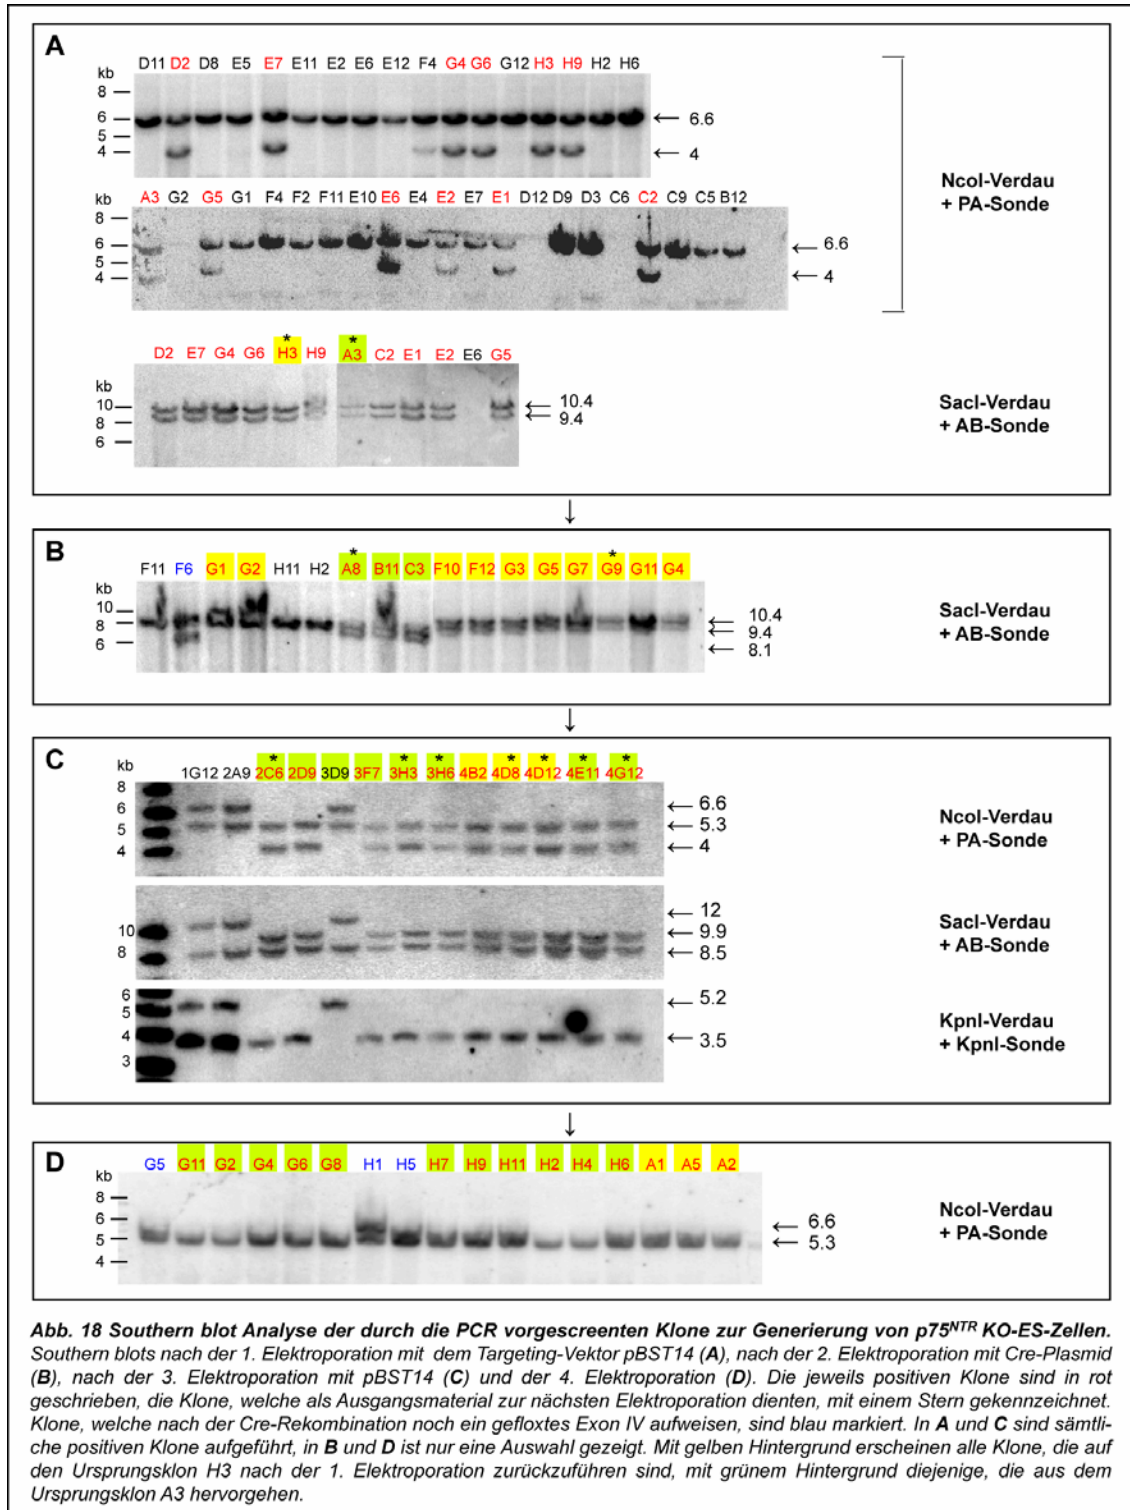 A
D11 D2 D8 E5 E7 E11 E2 E6 E12 F4 G4 G6 G12 H3 H9 H2 H6
kb
8
6
5
4
← 6.6
← 4
NcoI-Verdau
+ PA-Sonde
A3 G2 G5 G1 F4 F2 F11 E10 E6 E4 E2 E7 E1 D12 D9 D3 C6 C2 C9 C5 B12
kb
8
6
5
4
← 6.6
← 4
* *
D2 E7 G4 G6 H3 H9 A3 C2 E1 E2 E6 G5
kb
10
8
6
← 10.4
← 9.4
SacI-Verdau
+ AB-Sonde
↓
B
* *
F11 F6 G1 G2 H11 H2 A8 B11 C3 F10 F12 G3 G5 G7 G9 G11 G4
kb
10
8
6
← 10.4
← 9.4
← 8.1
SacI-Verdau
+ AB-Sonde
↓
C
* * * * * * *
1G12 2A9 2C6 2D9 3D9 3F7 3H3 3H6 4B2 4D8 4D12 4E11 4G12
kb
8
6
5
4
← 6.6
← 5.3
← 4
NcoI-Verdau
+ PA-Sonde
10
8
← 12
← 9.9
← 8.5
SacI-Verdau
+ AB-Sonde
6
5
4
3
← 5.2
← 3.5
KpnI-Verdau
+ KpnI-Sonde
↓
D
G5 G11 G2 G4 G6 G8 H1 H5 H7 H9 H11 H2 H4 H6 A1 A5 A2
kb
8
6
5
4
← 6.6
← 5.3
NcoI-Verdau
+ PA-Sonde
Abb. 18 Southern blot Analyse der durch die PCR vorgescreenten Klone zur Generierung von p75NTR KO-ES-Zellen.
Southern blots nach der 1. Elektroporation mit dem Targeting-Vektor pBST14 (A), nach der 2. Elektroporation mit Cre-Plasmid
(B), nach der 3. Elektroporation mit pBST14 (C) und der 4. Elektroporation (D). Die jeweils positiven Klone sind in rot
geschrieben, die Klone, welche als Ausgangsmaterial zur nächsten Elektroporation dienten, mit einem Stern gekennzeichnet.
Klone, welche nach der Cre-Rekombination noch ein gefloxtes Exon IV aufweisen, sind blau markiert. In A und C sind sämtli-
che positiven Klone aufgeführt, in B und D ist nur eine Auswahl gezeigt. Mit gelben Hintergrund erscheinen alle Klone, die auf
den Ursprungsklon H3 nach der 1. Elektroporation zurückzuführen sind, mit grünem Hintergrund diejenige, die aus dem
Ursprungsklon A3 hervorgehen.